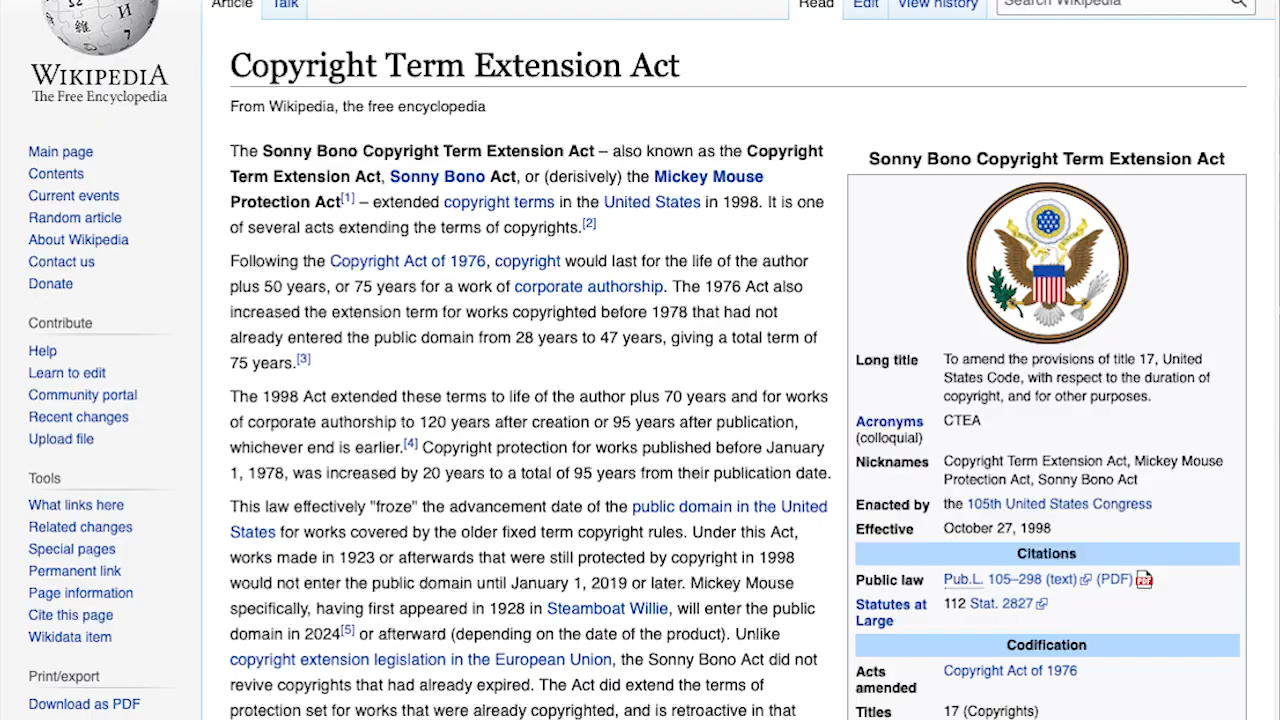 Article
Talk
Read
Edit
View history
Search Wikipedia
WIKIPEDIA
The Free Encyclopedia
Main page
Contents
Current events
Random article
About Wikipedia
Contact us
Donate
Contribute
Help
Learn to edit
Community portal
Recent changes
Upload file
Tools
What links here
Related changes
Special pages
Permanent link
Page information
Cite this page
Wikidata item
Print/export
Download as PDF
Copyright Term Extension Act
From Wikipedia, the free encyclopedia
The Sonny Bono Copyright Term Extension Act – also known as the Copyright
Term Extension Act, Sonny Bono Act, or (derisively) the Mickey Mouse
Protection Act[1] – extended copyright terms in the United States in 1998. It is one
of several acts extending the terms of copyrights.[2]
Following the Copyright Act of 1976, copyright would last for the life of the author
plus 50 years, or 75 years for a work of corporate authorship. The 1976 Act also
increased the extension term for works copyrighted before 1978 that had not
already entered the public domain from 28 years to 47 years, giving a total term of
75 years.[3]
The 1998 Act extended these terms to life of the author plus 70 years and for works
of corporate authorship to 120 years after creation or 95 years after publication,
whichever end is earlier.[4] Copyright protection for works published before January
1, 1978, was increased by 20 years to a total of 95 years from their publication date.
This law effectively "froze" the advancement date of the public domain in the United
States for works covered by the older fixed term copyright rules. Under this Act,
works made in 1923 or afterwards that were still protected by copyright in 1998
would not enter the public domain until January 1, 2019 or later. Mickey Mouse
specifically, having first appeared in 1928 in Steamboat Willie, will enter the public
domain in 2024[5] or afterward (depending on the date of the product). Unlike
copyright extension legislation in the European Union, the Sonny Bono Act did not
revive copyrights that had already expired. The Act did extend the terms of
protection set for works that were already copyrighted, and is retroactive in that
Sonny Bono Copyright Term Extension Act
Long title To amend the provisions of title 17, United
States Code, with respect to the duration of
copyright, and for other purposes.
Acronyms CTEA
(colloquial)
Nicknames Copyright Term Extension Act, Mickey Mouse
Protection Act, Sonny Bono Act
Enacted by the 105th United States Congress
Effective October 27, 1998
Citations
Public law Pub.L. 105–298 (text) (PDF)
Statutes at 112 Stat. 2827
Large
Codification
Acts Copyright Act of 1976
amended
Titles 17 (Copyrights)